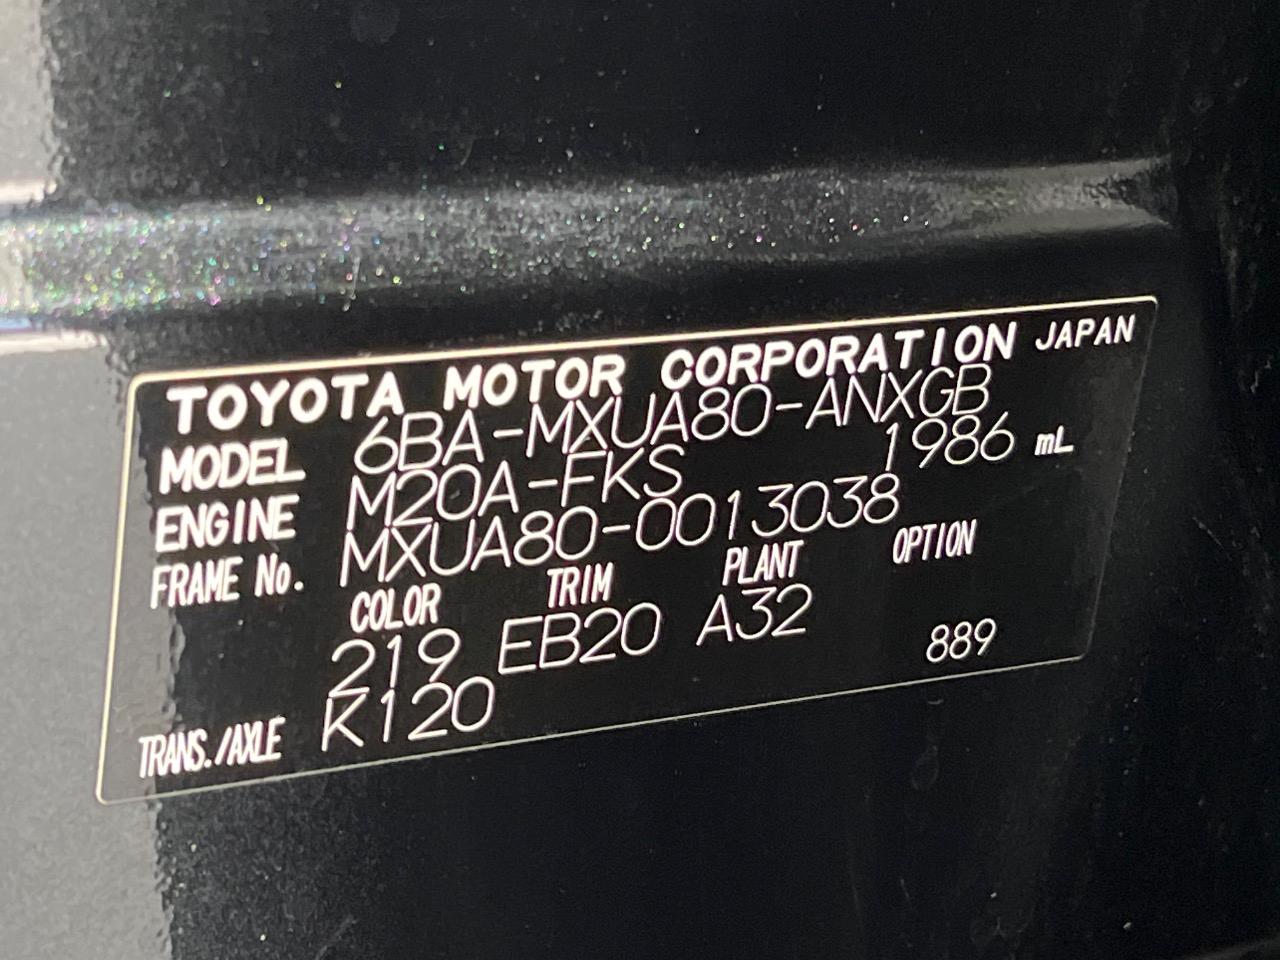 TOYOTA MOTOR CORPORATION JAPAN
MODEL 6BA-MXUA80-ANXGB
ENGINE M20A-FKS 1986 mL
FRAME No. MXUA80-0013038
COLOR TRIM PLANT OPTION
219 EB20 A32
TRANS./AXLE K120 889